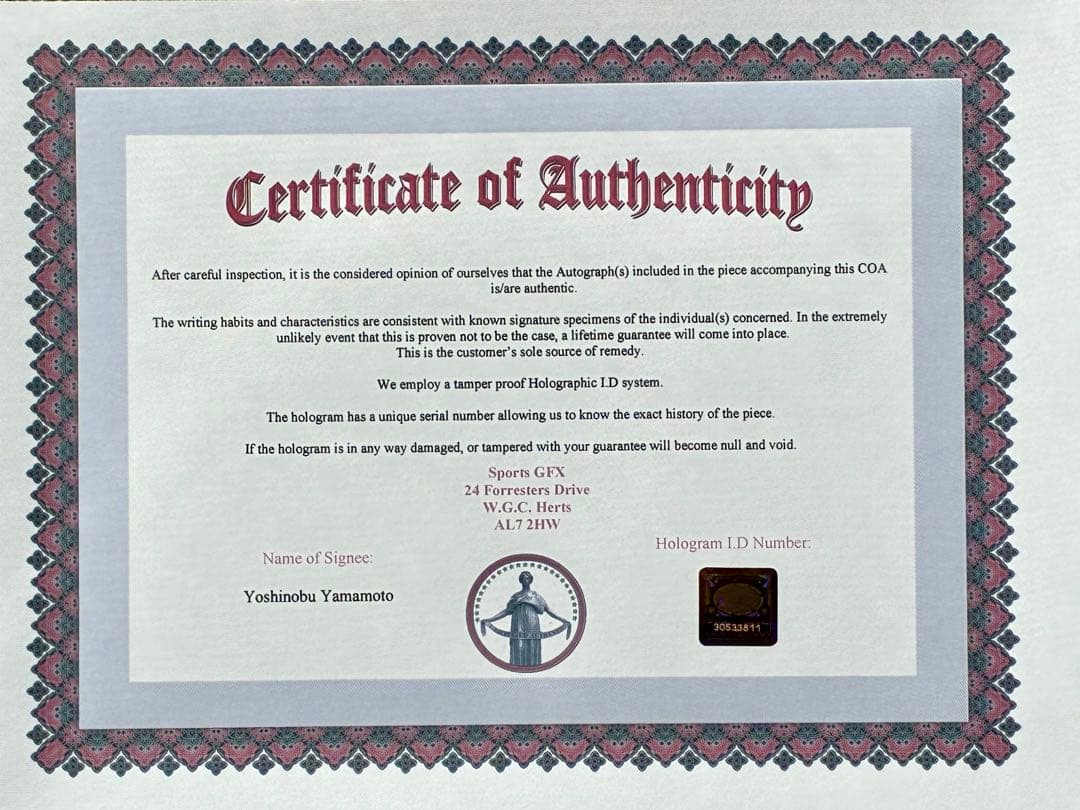 Certificate of Authenticity
After careful inspection, it is the considered opinion of ourselves that the Autograph(s) included in the piece accompanying this COA
is/are authentic.
The writing habits and characteristics are consistent with known signature specimens of the individual(s) concerned. In the extremely
unlikely event that this is proven not to be the case, a lifetime guarantee will come into place.
This is the customer's sole source of remedy.
We employ a tamper proof Holographic I.D system.
The hologram has a unique serial number allowing us to know the exact history of the piece.
If the hologram is in any way damaged, or tampered with your guarantee will become null and void.
Sports GFX
24 Forresters Drive
W.G.C. Herts
AL7 2HW
Name of Signee:
Hologram I.D Number:
Yoshinobu Yamamoto
30533811